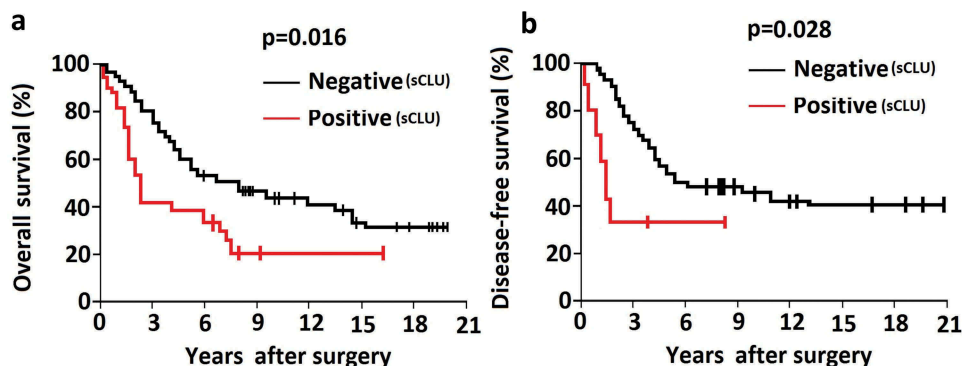 a
p=0.016
Negative (sCLU)
Positive (sCLU)
Overall survival (%)
100
80
60
40
20
0
0 3 6 9 12 15 18 21
Years after surgery
b
p=0.028
Negative (sCLU)
Positive (sCLU)
Disease-free survival (%)
100
80
60
40
20
0
0 3 6 9 12 15 18 21
Years after surgery